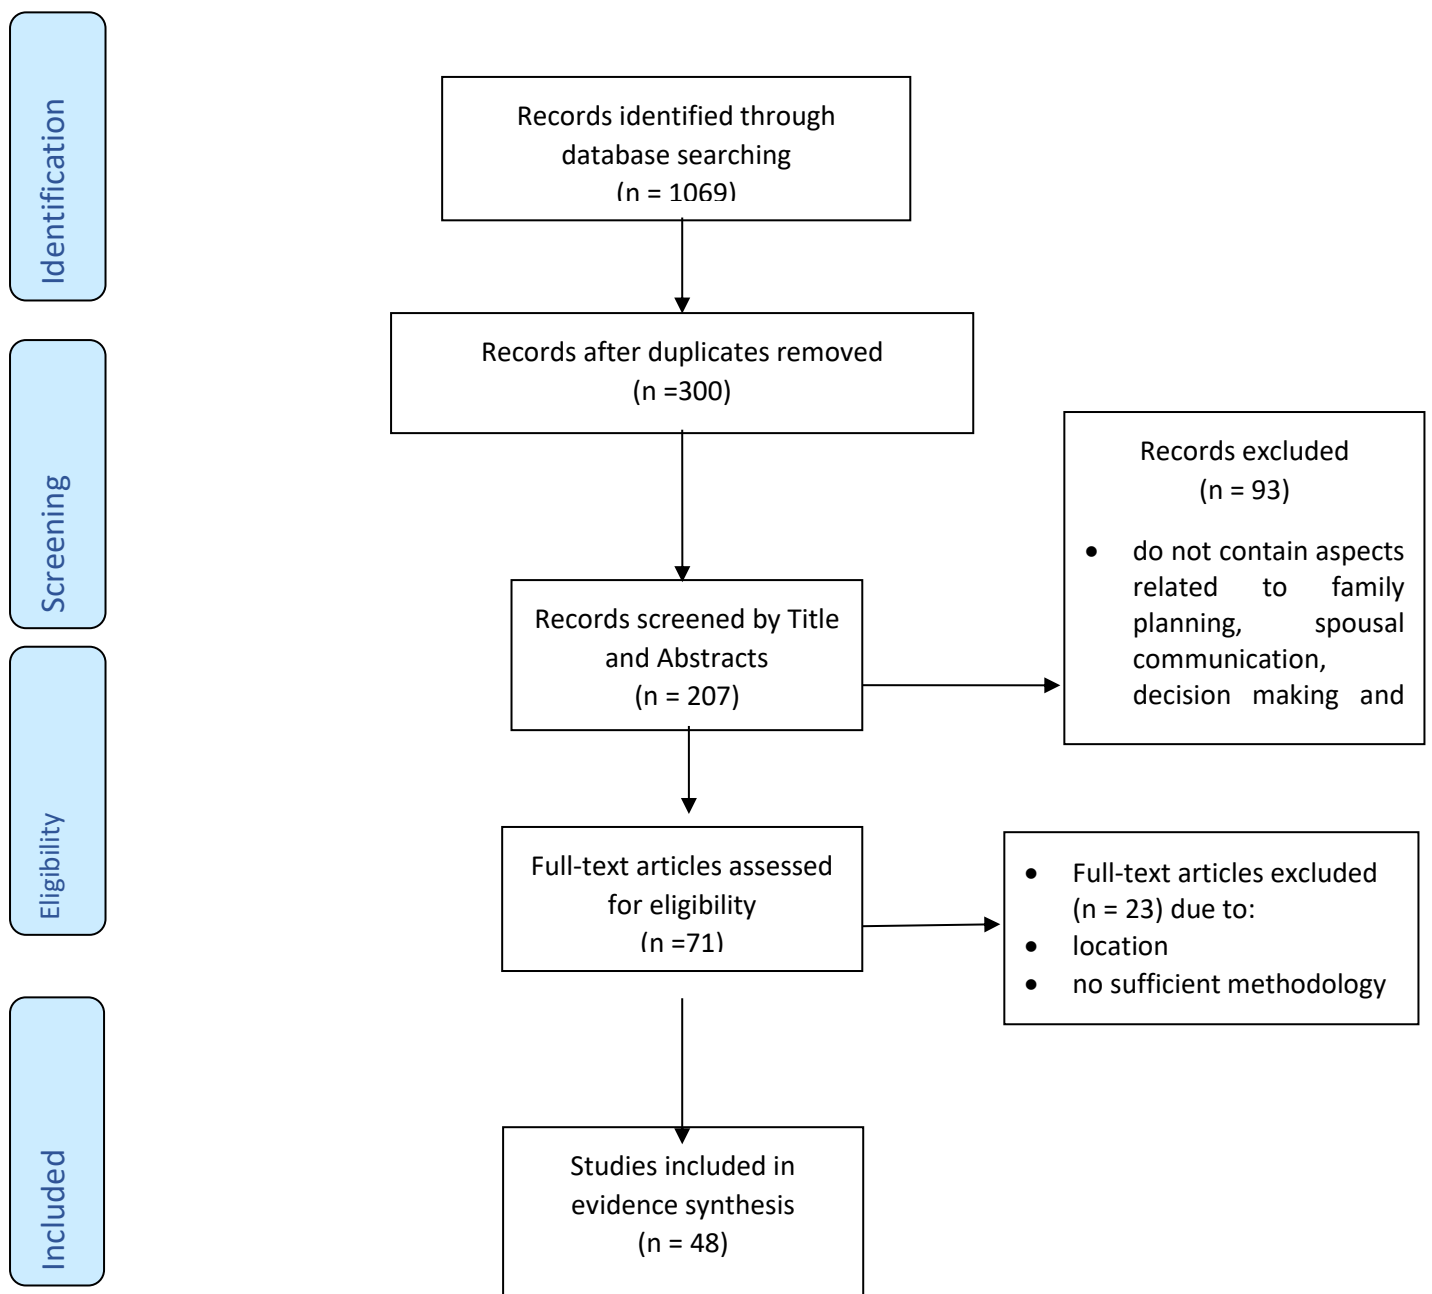 Identification
Records identified through
database searching
(n = 1069)
Records after duplicates removed
(n =300)
Screening
Records excluded
(n = 93)
• do not contain aspects
related to family
planning, spousal
communication,
decision making and
Records screened by Title
and Abstracts
(n = 207)
Eligibility
Full-text articles assessed
for eligibility
(n =71)
• Full-text articles excluded
(n = 23) due to:
• location
• no sufficient methodology
Included
Studies included in
evidence synthesis
(n = 48)